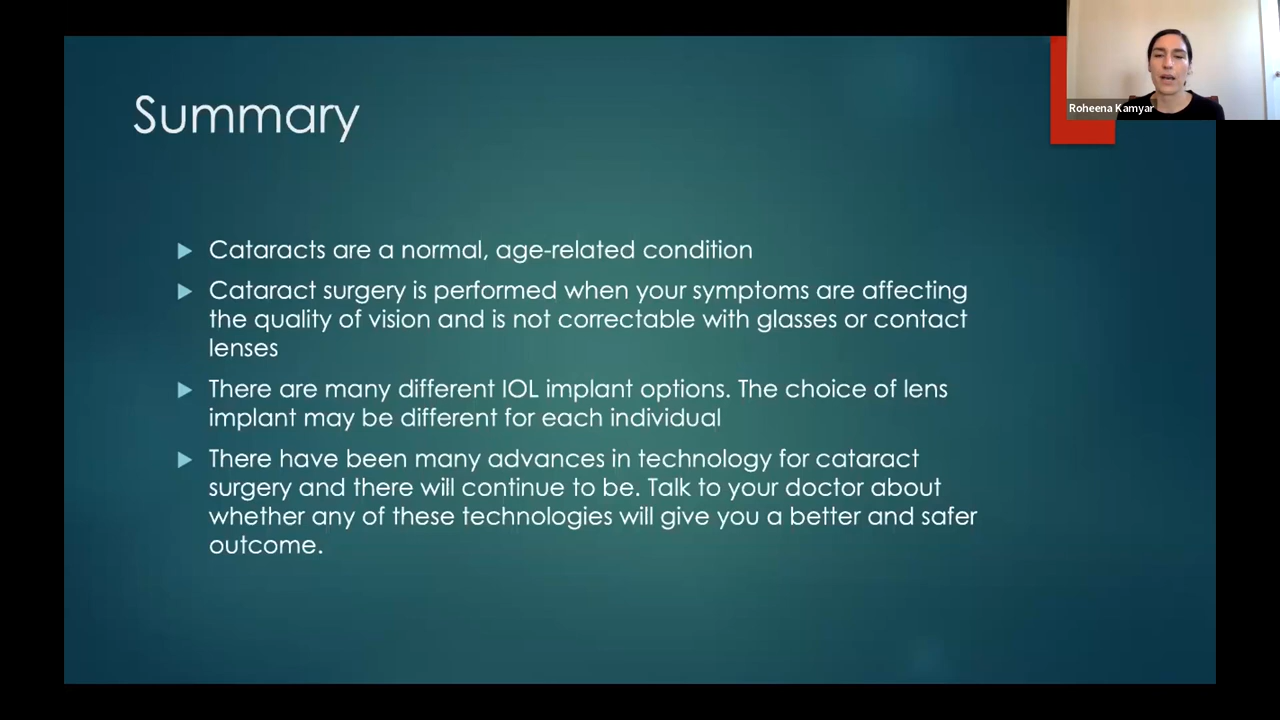 Summary
Roheena Kamyar
Cataracts are a normal, age-related condition
Cataract surgery is performed when your symptoms are affecting
the quality of vision and is not correctable with glasses or contact
lenses
There are many different IOL implant options. The choice of lens
implant may be different for each individual
There have been many advances in technology for cataract
surgery and there will continue to be. Talk to your doctor about
whether any of these technologies will give you a better and safer
outcome.